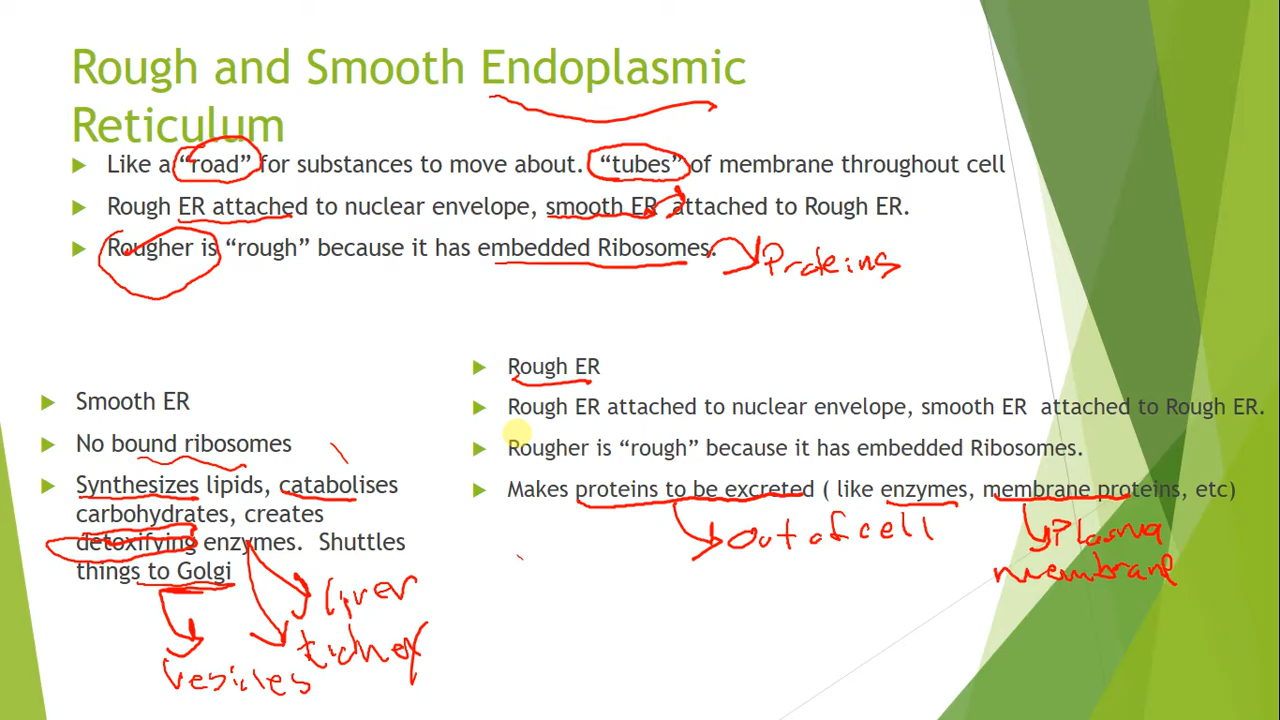 Rough and Smooth Endoplasmic
Reticulum
Like a “road” for substances to move about. “tubes” of membrane throughout cell
Rough ER attached to nuclear envelope, smooth ER attached to Rough ER.
Rougher is “rough” because it has embedded Ribosomes.
Proteins
Smooth ER
No bound ribosomes
Synthesizes lipids, catabolises
carbohydrates, creates
detoxifying enzymes. Shuttles
things to Golgi
liver
vesicles
Rough ER
Rough ER attached to nuclear envelope, smooth ER attached to Rough ER.
Rougher is “rough” because it has embedded Ribosomes.
Makes proteins to be excreted ( like enzymes, membrane proteins, etc)
Out of cell
Plasma
membrane